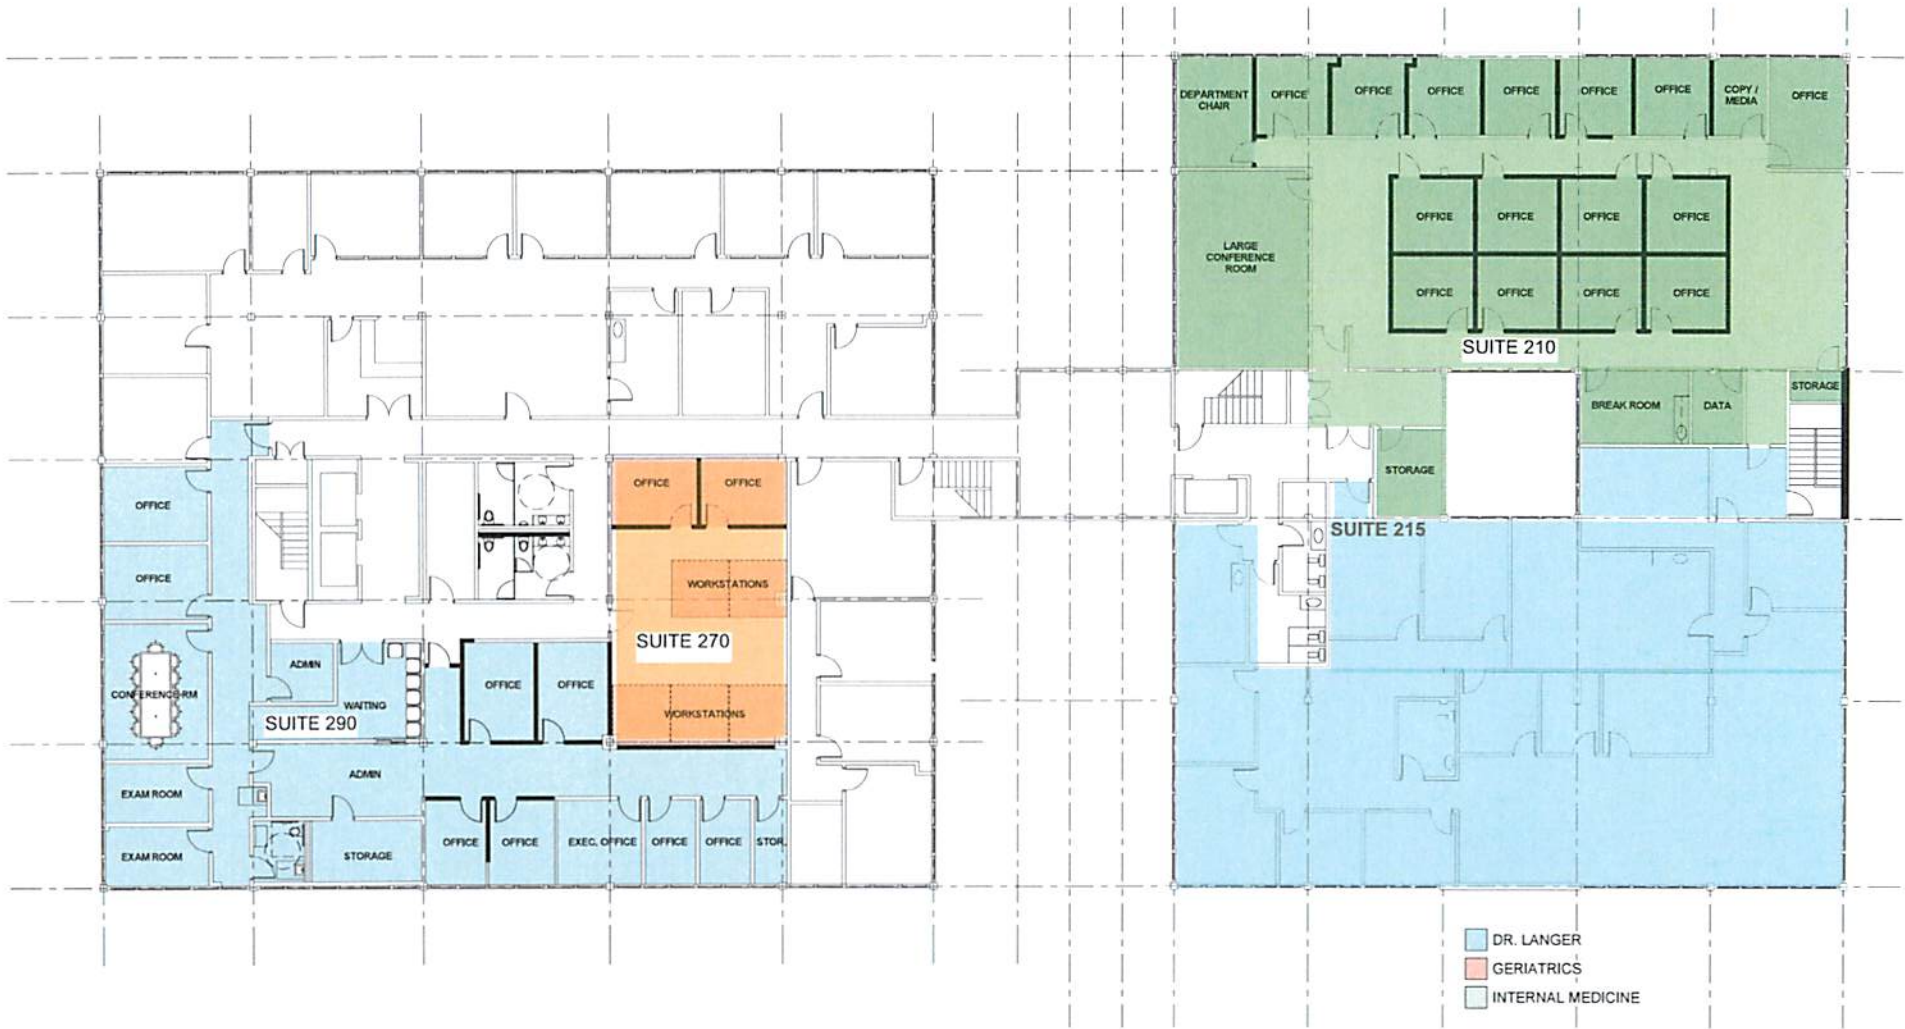 DEPARTMENT
CHAIR
OFFICE
OFFICE
OFFICE
OFFICE
OFFICE
OFFICE
COPY /
MEDIA
OFFICE
OFFICE
OFFICE
OFFICE
OFFICE
LARGE
CONFERENCE
ROOM
OFFICE
OFFICE
OFFICE
OFFICE
SUITE 210
STORAGE
BREAK ROOM
DATA
STORAGE
SUITE 215
OFFICE
OFFICE
OFFICE
OFFICE
WORKSTATIONS
SUITE 270
WORKSTATIONS
ADMIN
OFFICE
OFFICE
CONFERENCE RM
WAITING
SUITE 290
ADMIN
EXAM ROOM
EXAM ROOM
STORAGE
OFFICE
OFFICE
EXEC. OFFICE
OFFICE
OFFICE
STOR.
DR. LANGER
GERIATRICS
INTERNAL MEDICINE